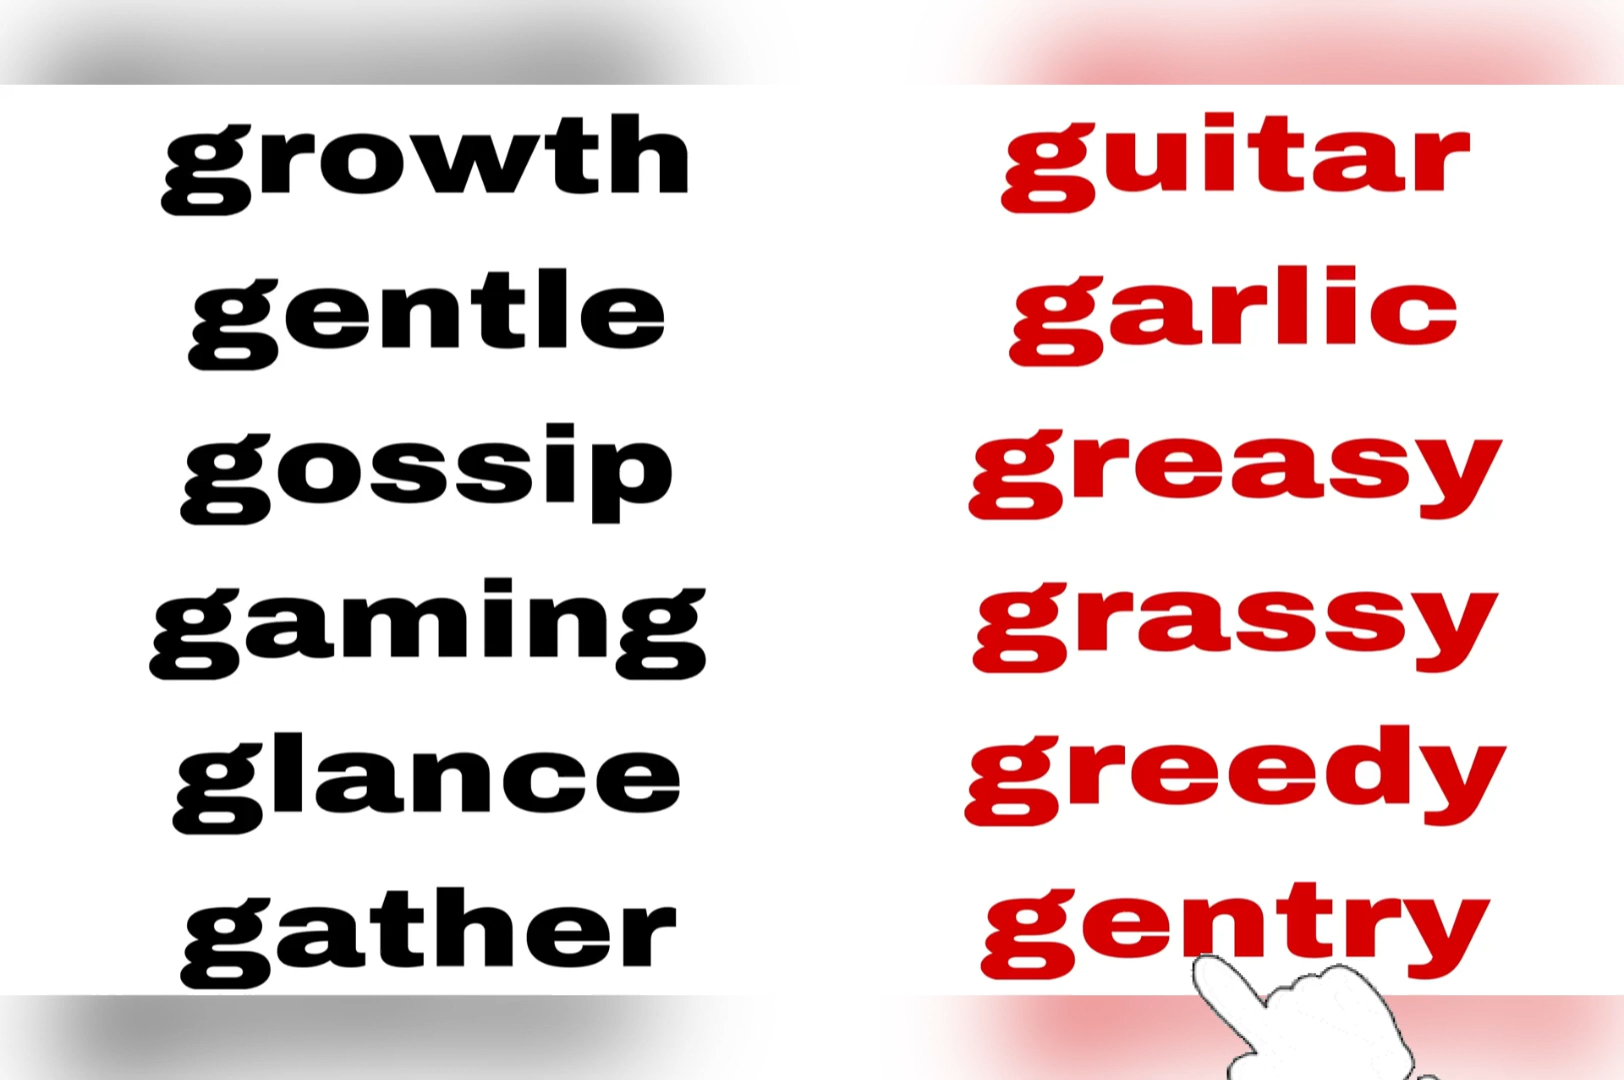 growth
gentle
gossip
gaming
glance
gather
guitar
garlic
greasy
grassy
greedy
gentry